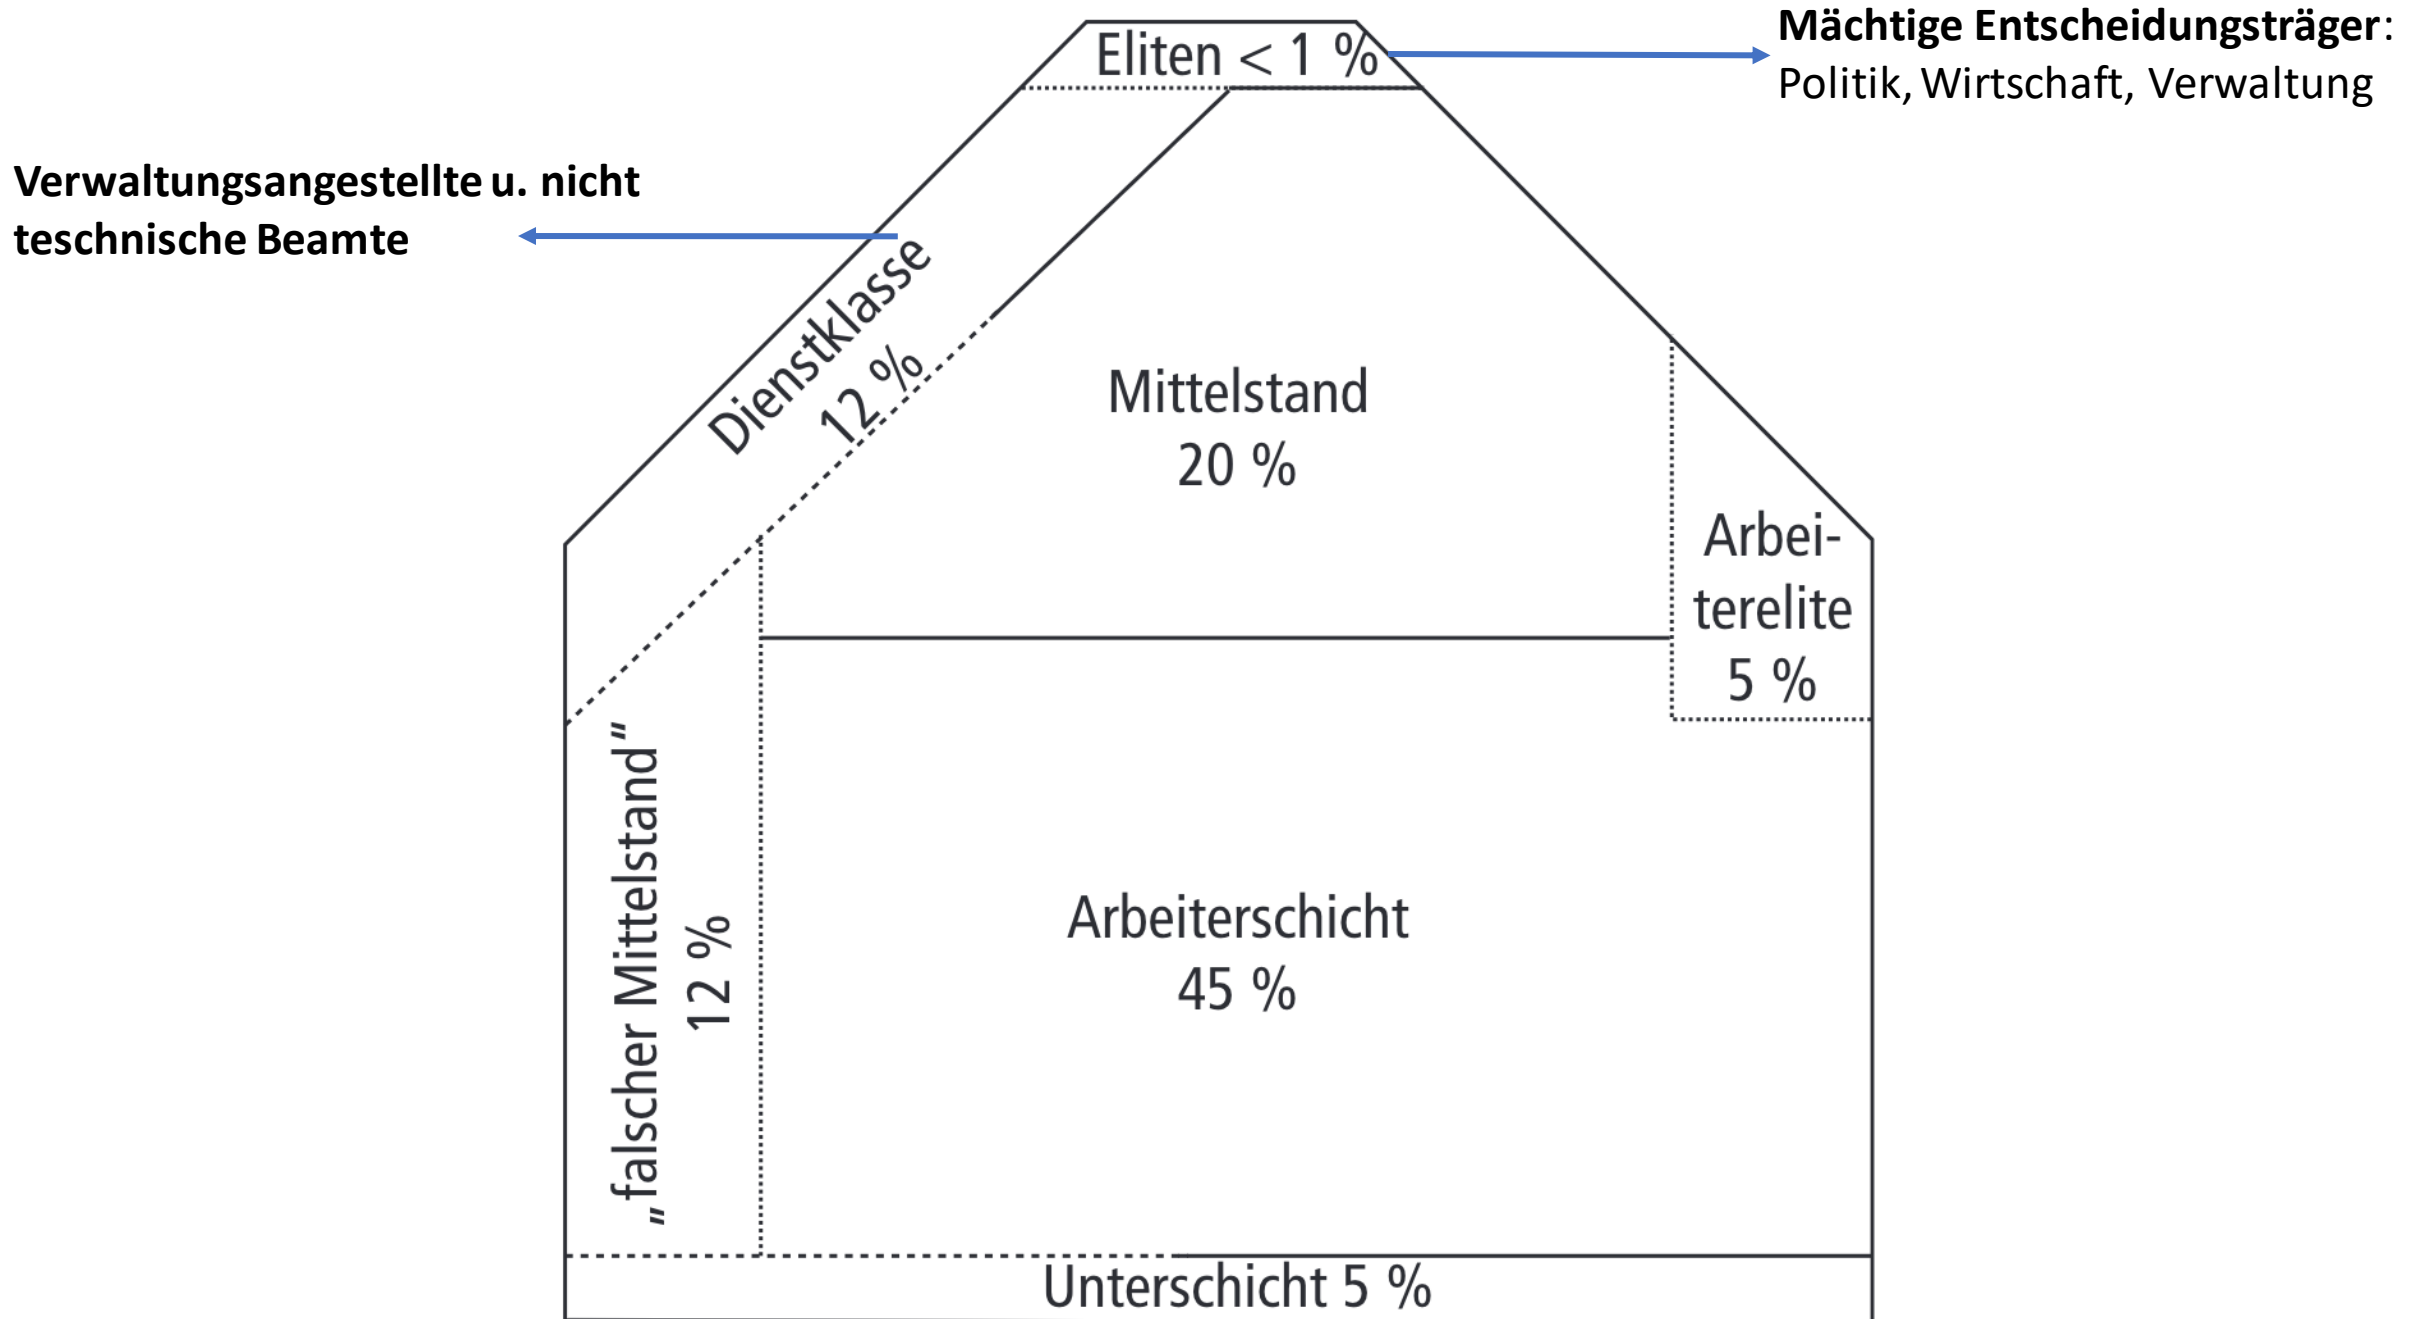 Eliten < 1 %
Mächtige Entscheidungsträger:
Politik, Wirtschaft, Verwaltung
Verwaltungsangestellte u. nicht
teschnische Beamte
Dienstklasse
12 %
Mittelstand
20 %
Arbei-
terelite
5 %
„falscher Mittelstand“
12 %
Arbeiterschicht
45 %
Unterschicht 5 %